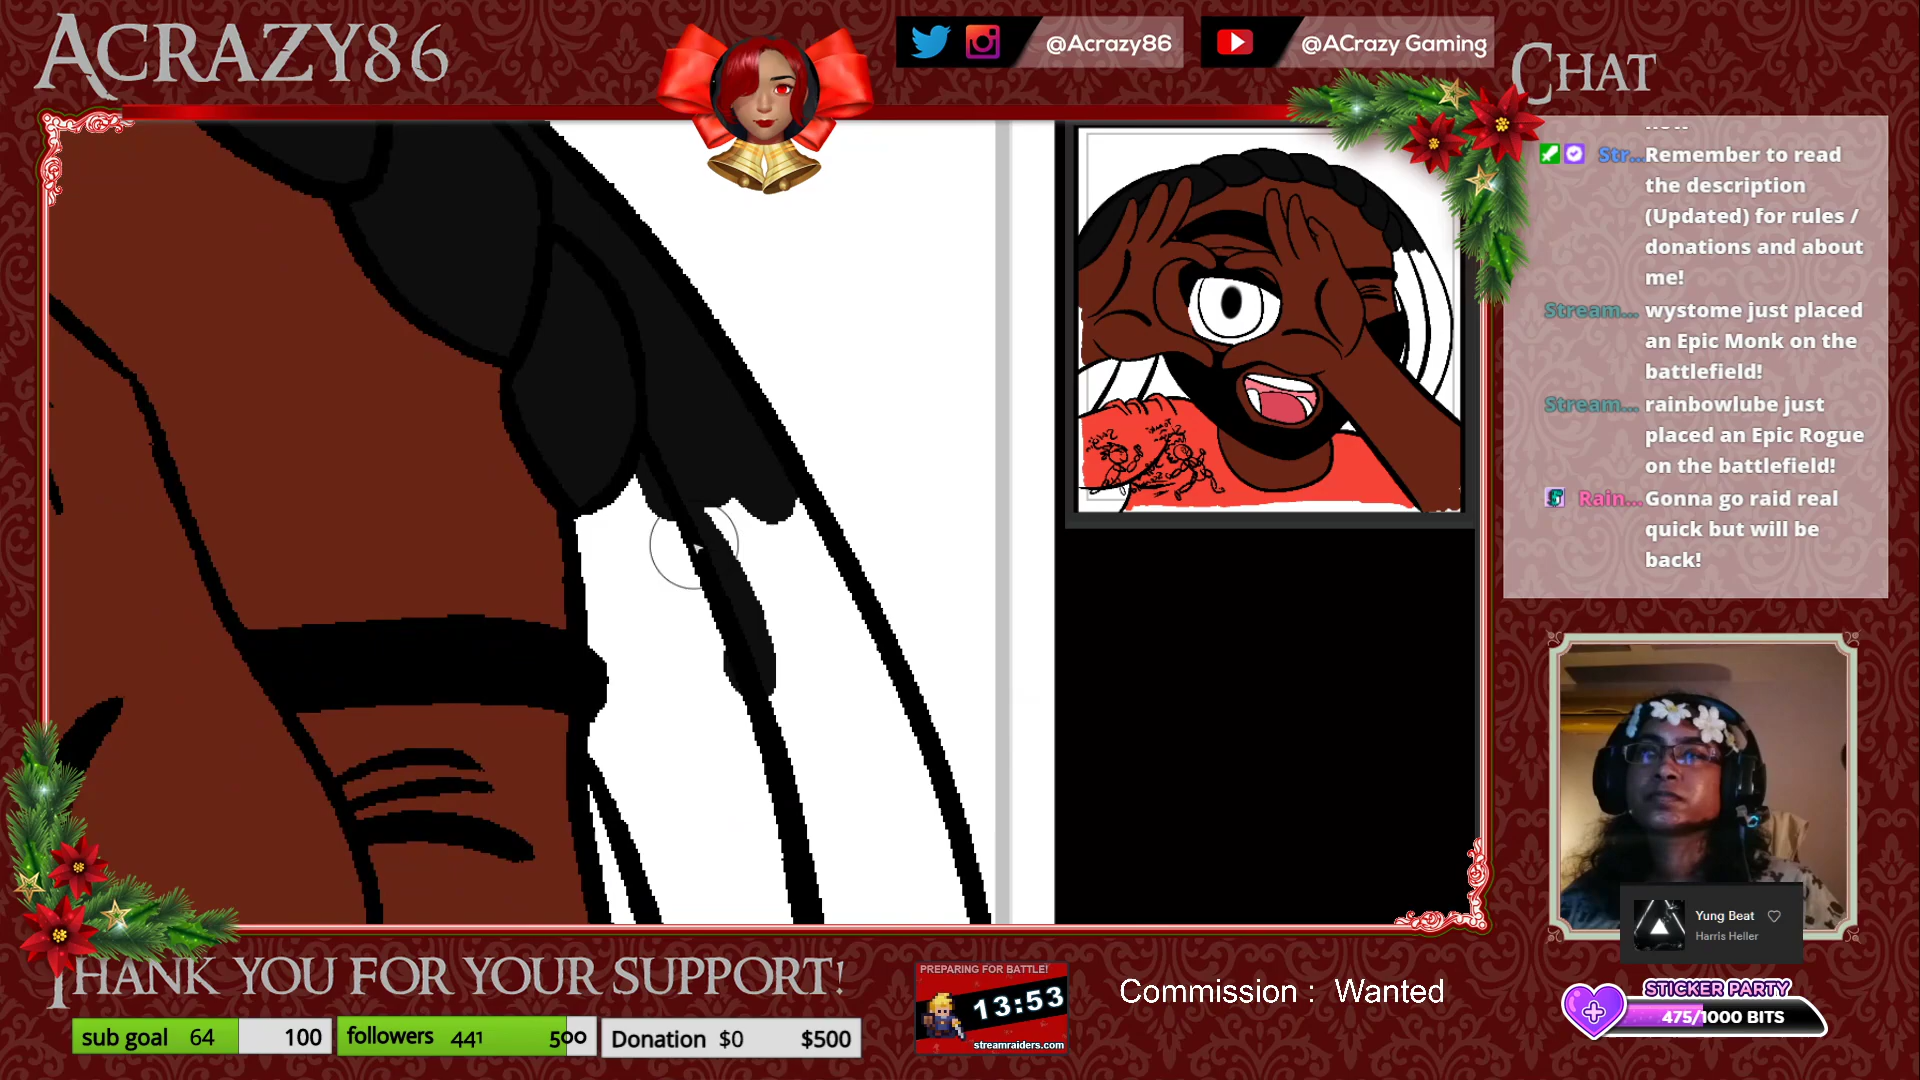 ACRAZY86
@Acrazy86
@ACrazy Gaming
CHAT
Str...Remember to read
the description
(Updated) for rules /
donations and about
me!
Stream... wystome just placed
an Epic Monk on the
battlefield!
Stream... rainbowlube just
placed an Epic Rogue
on the battlefield!
Rain...Gonna go raid real
quick but will be
back!
Yung Beat
Harris Heller
THANK YOU FOR YOUR SUPPORT!
PREPARING FOR BATTLE!
13:53
streamraiders.com
Commission : Wanted
STICKER PARTY
475/1000 BITS
sub goal 64 100
followers 441 500
Donation $0 $500